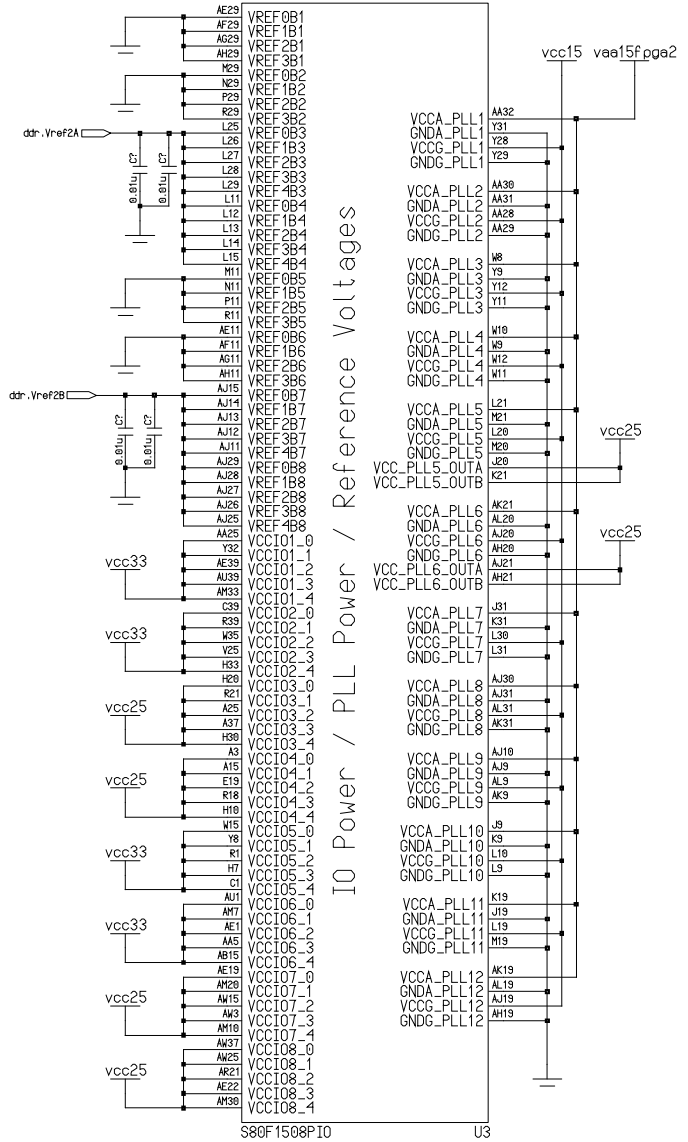 AE29 VREF0B1
AF29 VREF1B1
AG29 VREF2B1
AH29 VREF3B1
M29 VREF0B2
N29 VREF1B2
P29 VREF2B2
R29 VREF3B2
ddr.Vref2A
C?
0.01u
C?
0.01u
L25 VREF0B3
L26 VREF1B3
L27 VREF2B3
L28 VREF3B3
L29 VREF4B3
L11 VREF0B4
L12 VREF1B4
L13 VREF2B4
L14 VREF3B4
L15 VREF4B4
M11 VREF0B5
N11 VREF1B5
P11 VREF2B5
R11 VREF3B5
AE11 VREF0B6
AF11 VREF1B6
AG11 VREF2B6
AH11 VREF3B6
ddr.Vref2B
C?
0.01u
C?
0.01u
AJ15 VREF0B7
AJ14 VREF1B7
AJ13 VREF2B7
AJ12 VREF3B7
AJ11 VREF4B7
AJ29 VREF0B8
AJ28 VREF1B8
AJ27 VREF2B8
AJ26 VREF3B8
AJ25 VREF4B8
vcc33
AA25 VCCIO1_0
Y32 VCCIO1_1
AE39 VCCIO1_2
AU39 VCCIO1_3
AM33 VCCIO1_4
vcc33
C39 VCCIO2_0
R39 VCCIO2_1
W35 VCCIO2_2
V25 VCCIO2_3
H33 VCCIO2_4
vcc25
H20 VCCIO3_0
R21 VCCIO3_1
A25 VCCIO3_2
A37 VCCIO3_3
H30 VCCIO3_4
vcc25
A3 VCCIO4_0
A15 VCCIO4_1
E19 VCCIO4_2
R18 VCCIO4_3
H10 VCCIO4_4
vcc33
W15 VCCIO5_0
Y8 VCCIO5_1
R1 VCCIO5_2
H7 VCCIO5_3
C1 VCCIO5_4
vcc33
AU1 VCCIO6_0
AM7 VCCIO6_1
AE1 VCCIO6_2
AA5 VCCIO6_3
AB15 VCCIO6_4
vcc25
AE19 VCCIO7_0
AM20 VCCIO7_1
AW15 VCCIO7_2
AW3 VCCIO7_3
AM10 VCCIO7_4
vcc25
AW37 VCCIO8_0
AW25 VCCIO8_1
AR21 VCCIO8_2
AE22 VCCIO8_3
AM30 VCCIO8_4
IO Power / PLL Power / Reference Voltages
vcc15 vaa15fpga2
VCCA_PLL1 AA32
GNDA_PLL1 Y31
VCCG_PLL1 Y28
GNDG_PLL1 Y29
VCCA_PLL2 AA30
GNDA_PLL2 AA31
VCCG_PLL2 AA28
GNDG_PLL2 AA29
VCCA_PLL3 W8
GNDA_PLL3 Y9
VCCG_PLL3 Y12
GNDG_PLL3 Y11
VCCA_PLL4 W10
GNDA_PLL4 W9
VCCG_PLL4 W12
GNDG_PLL4 W11
VCCA_PLL5 L21
GNDA_PLL5 M21
VCCG_PLL5 L20
GNDG_PLL5 M20
VCC_PLL5_OUTA J20
VCC_PLL5_OUTB K21
vcc25
VCCA_PLL6 AK21
GNDA_PLL6 AL20
VCCG_PLL6 AJ20
GNDG_PLL6 AH20
VCC_PLL6_OUTA AJ21
VCC_PLL6_OUTB AH21
vcc25
VCCA_PLL7 J31
GNDA_PLL7 K31
VCCG_PLL7 L30
GNDG_PLL7 L31
VCCA_PLL8 AJ30
GNDA_PLL8 AJ31
VCCG_PLL8 AL31
GNDG_PLL8 AK31
VCCA_PLL9 AJ10
GNDA_PLL9 AJ9
VCCG_PLL9 AL9
GNDG_PLL9 AK9
VCCA_PLL10 J9
GNDA_PLL10 K9
VCCG_PLL10 L10
GNDG_PLL10 L9
VCCA_PLL11 K19
GNDA_PLL11 J19
VCCG_PLL11 L19
GNDG_PLL11 M19
VCCA_PLL12 AK19
GNDA_PLL12 AL19
VCCG_PLL12 AJ19
GNDG_PLL12 AH19
S80F1508PIO U3